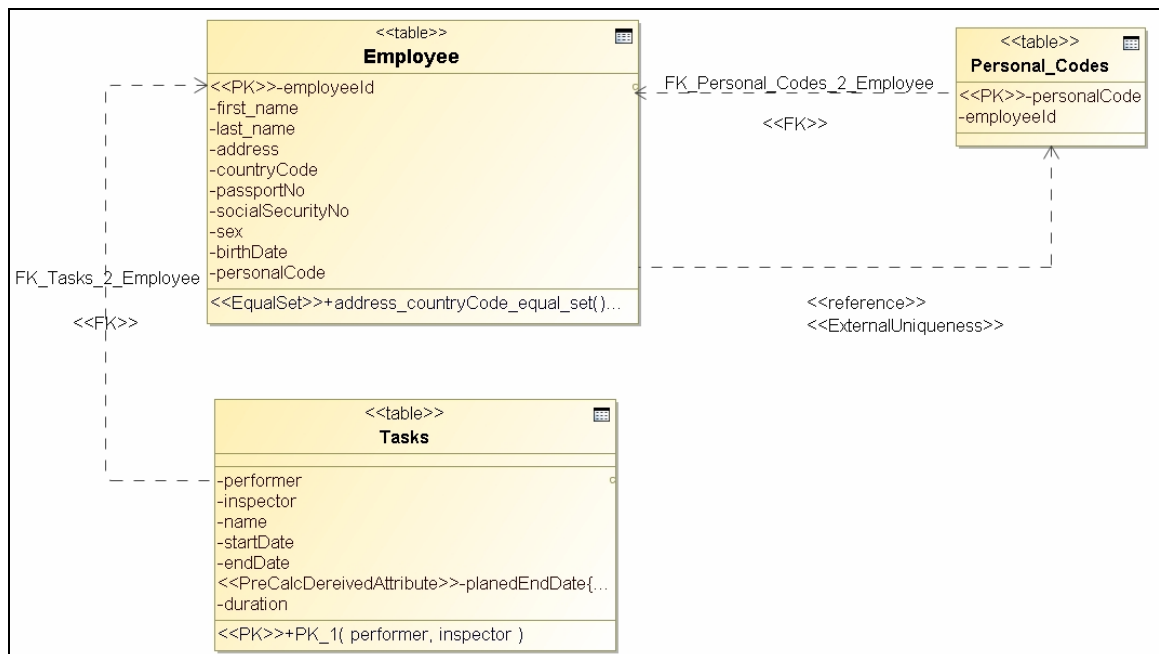 <<table>>
Employee
<<PK>>-employeeId
-first_name
-last_name
-address
-countryCode
-passportNo
-socialSecurityNo
-sex
-birthDate
-personalCode
<<EqualSet>>+address_countryCode_equal_set()...
<<table>>
Personal_Codes
<<PK>>-personalCode
-employeeId
FK_Personal_Codes_2_Employee
<<FK>>
FK_Tasks_2_Employee
<<FK>>
<<reference>>
<<ExternalUniqueness>>
<<table>>
Tasks
-performer
-inspector
-name
-startDate
-endDate
<<PreCalcDereivedAttribute>>-planedEndDate{...
-duration
<<PK>>+PK_1( performer, inspector )